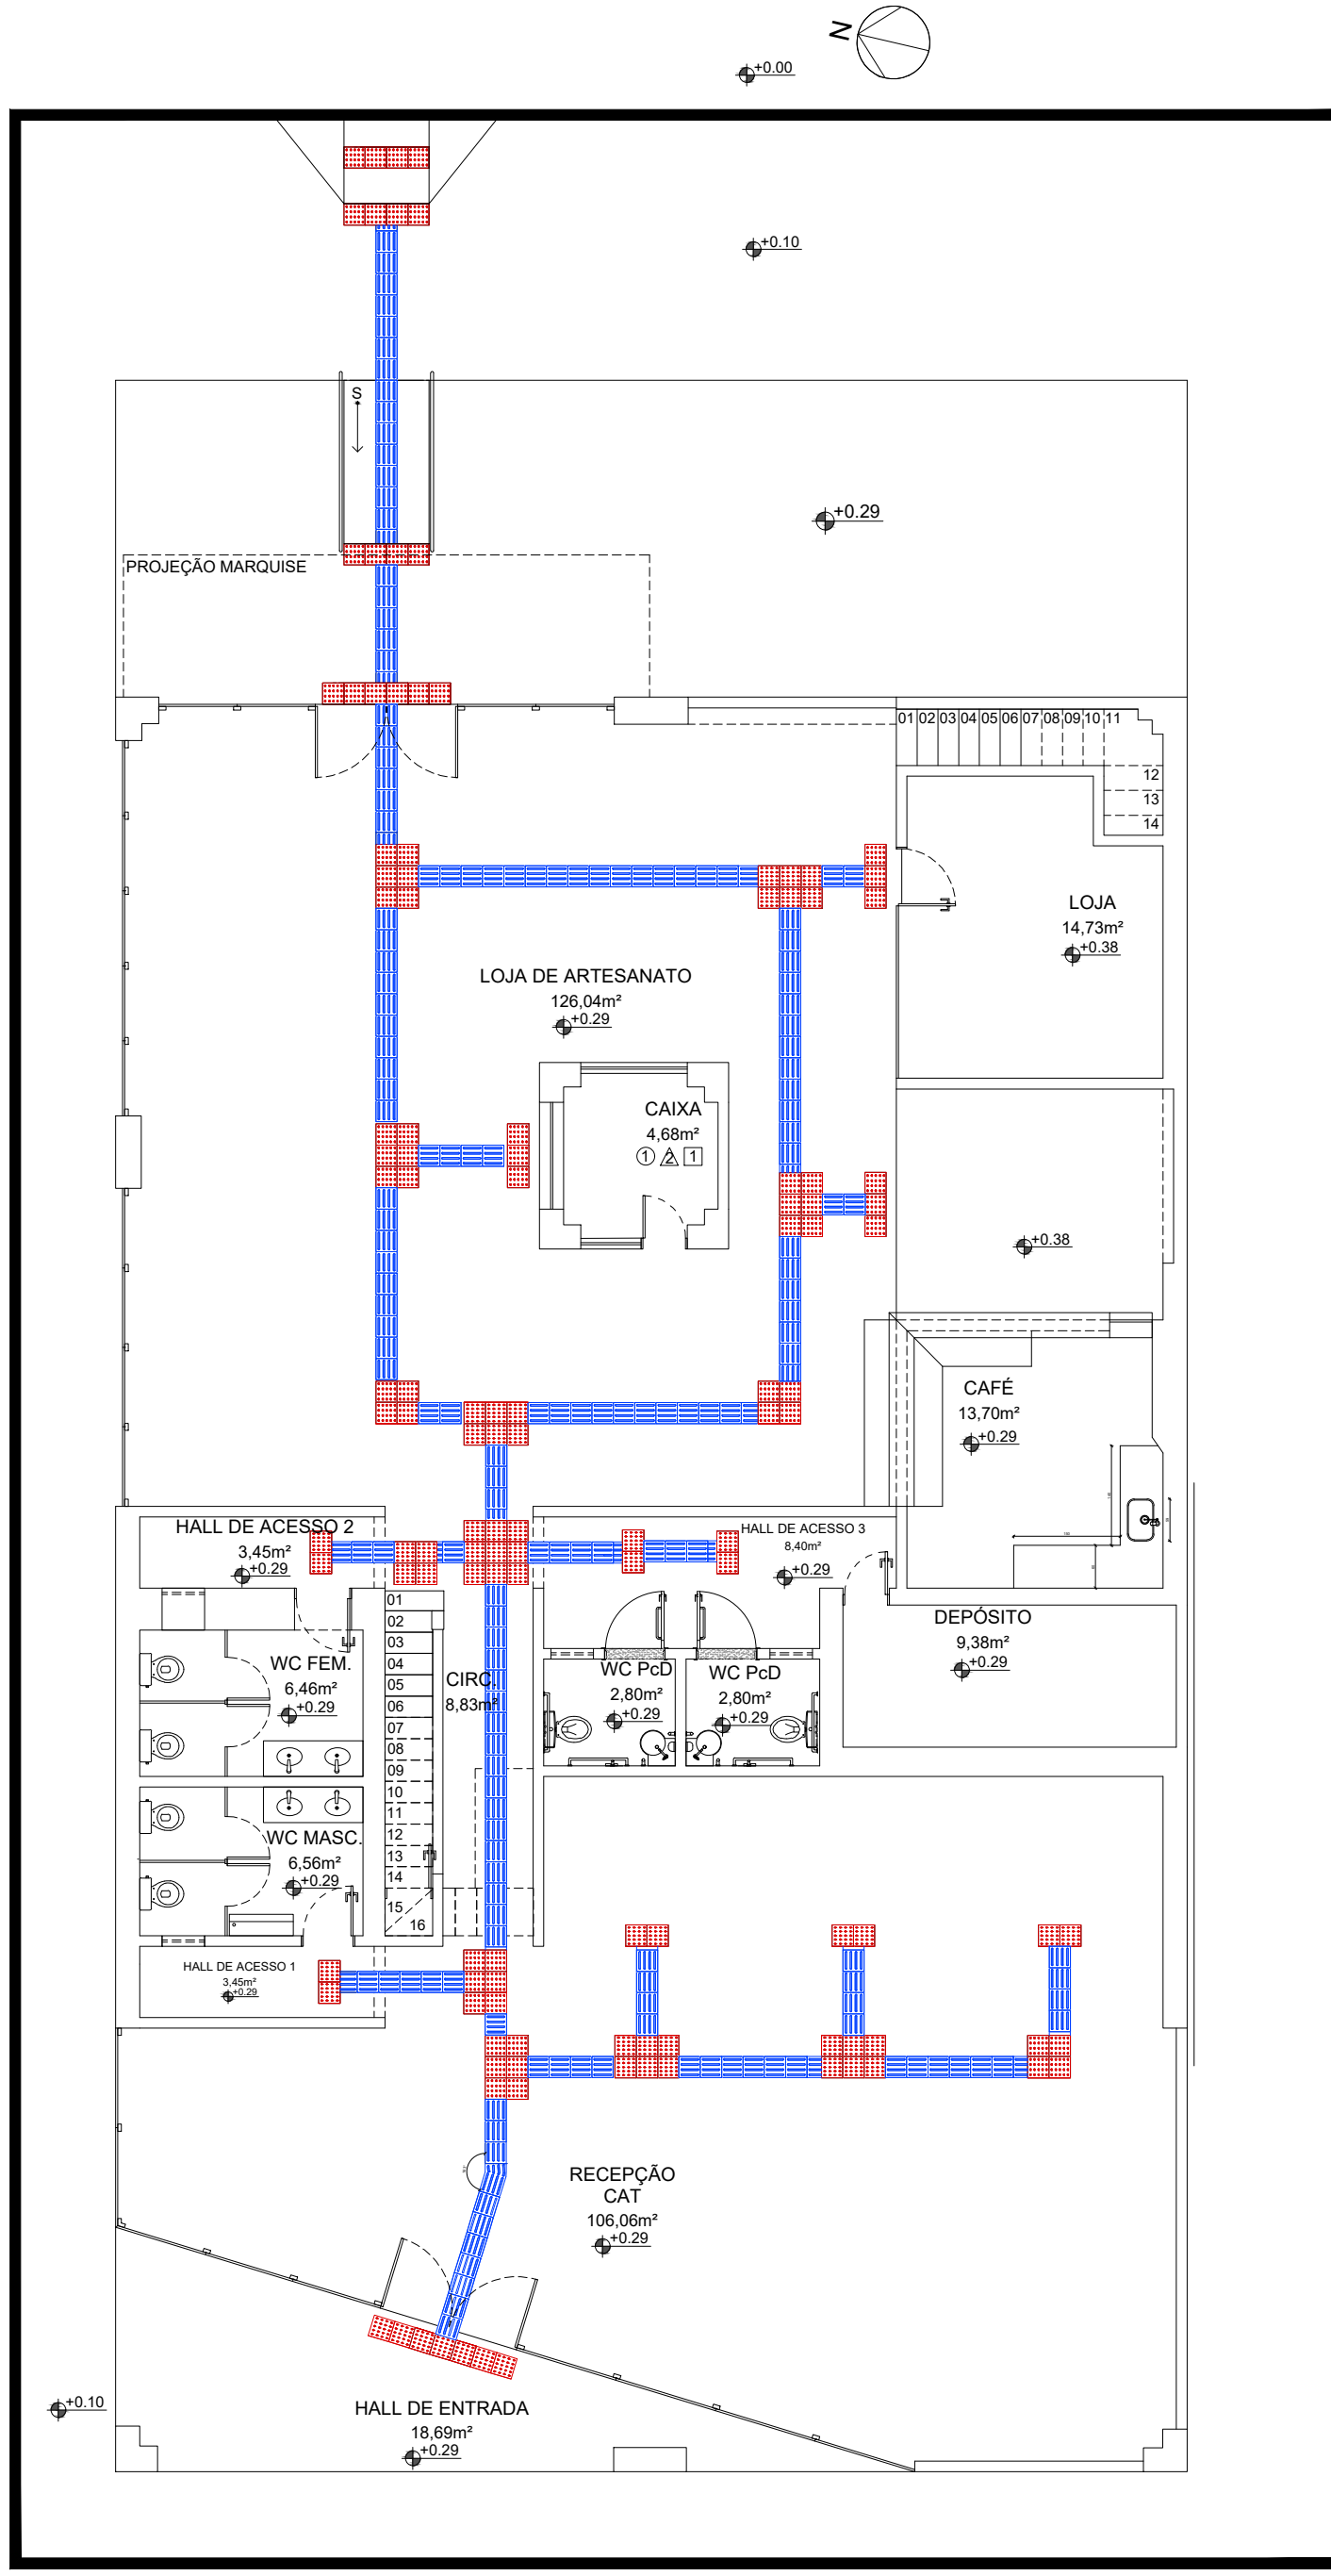 N
+0.00
+0.10
S
+0.29
PROJEÇÃO MARQUISE
01 02 03 04 05 06 07 08 09 10 11
12
13
14
LOJA
14,73m²
+0.38
LOJA DE ARTESANATO
126,04m²
+0.29
CAIXA
4,68m²
1 2 1
+0.38
CAFÉ
13,70m²
+0.29
HALL DE ACESSO 2
3,45m²
+0.29
HALL DE ACESSO 3
8,40m²
+0.29
01
02
03
04
05
06
07
08
09
10
11
12
13
14
15
16
DEPÓSITO
9,38m²
+0.29
WC FEM.
6,46m²
+0.29
CIRC.
8,83m²
WC PcD
2,80m²
+0.29
WC PcD
2,80m²
+0.29
WC MASC.
6,56m²
+0.29
HALL DE ACESSO 1
3,45m²
+0.29
RECEPÇÃO
CAT
106,06m²
+0.29
+0.10
HALL DE ENTRADA
18,69m²
+0.29